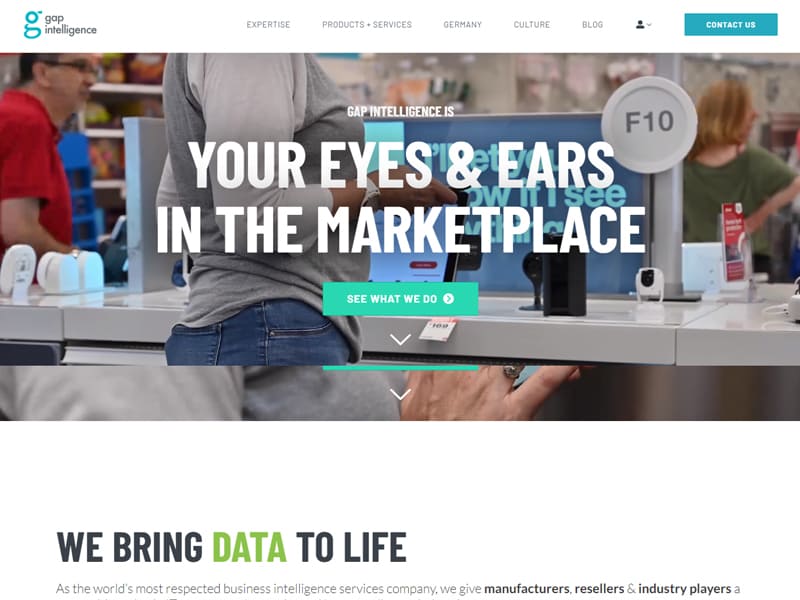 gap
intelligence
EXPERTISE
PRODUCTS + SERVICES
GERMANY
CULTURE
BLOG
CONTACT US
GAP INTELLIGENCE IS
YOUR EYES & EARS
IN THE MARKETPLACE
F10
SEE WHAT WE DO
169
WE BRING DATA TO LIFE
As the world's most respected business intelligence services company, we give manufacturers, resellers & industry players a